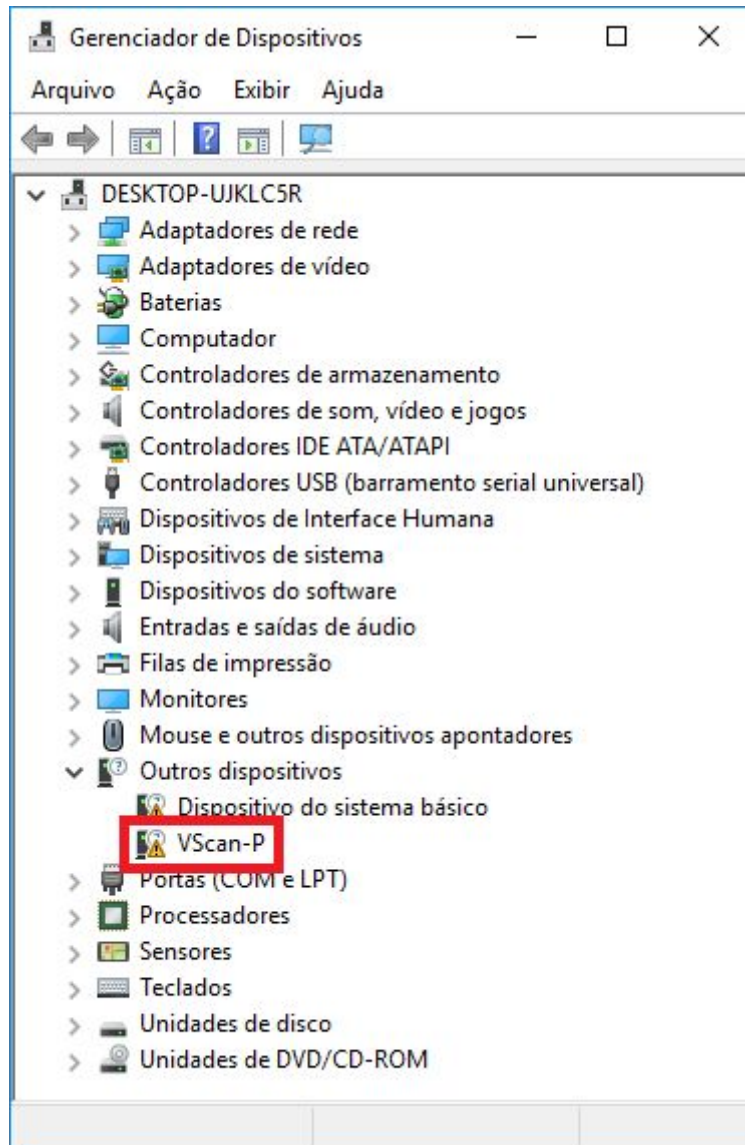 Gerenciador de Dispositivos
Arquivo Ação Exibir Ajuda
DESKTOP-UJKLC5R
Adaptadores de rede
Adaptadores de vídeo
Baterias
Computador
Controladores de armazenamento
Controladores de som, vídeo e jogos
Controladores IDE ATA/ATAPI
Controladores USB (barramento serial universal)
Dispositivos de Interface Humana
Dispositivos de sistema
Dispositivos do software
Entradas e saídas de áudio
Filas de impressão
Monitores
Mouse e outros dispositivos apontadores
Outros dispositivos
Dispositivo do sistema básico
VScan-P
Portas (COM e LPT)
Processadores
Sensores
Teclados
Unidades de disco
Unidades de DVD/CD-ROM